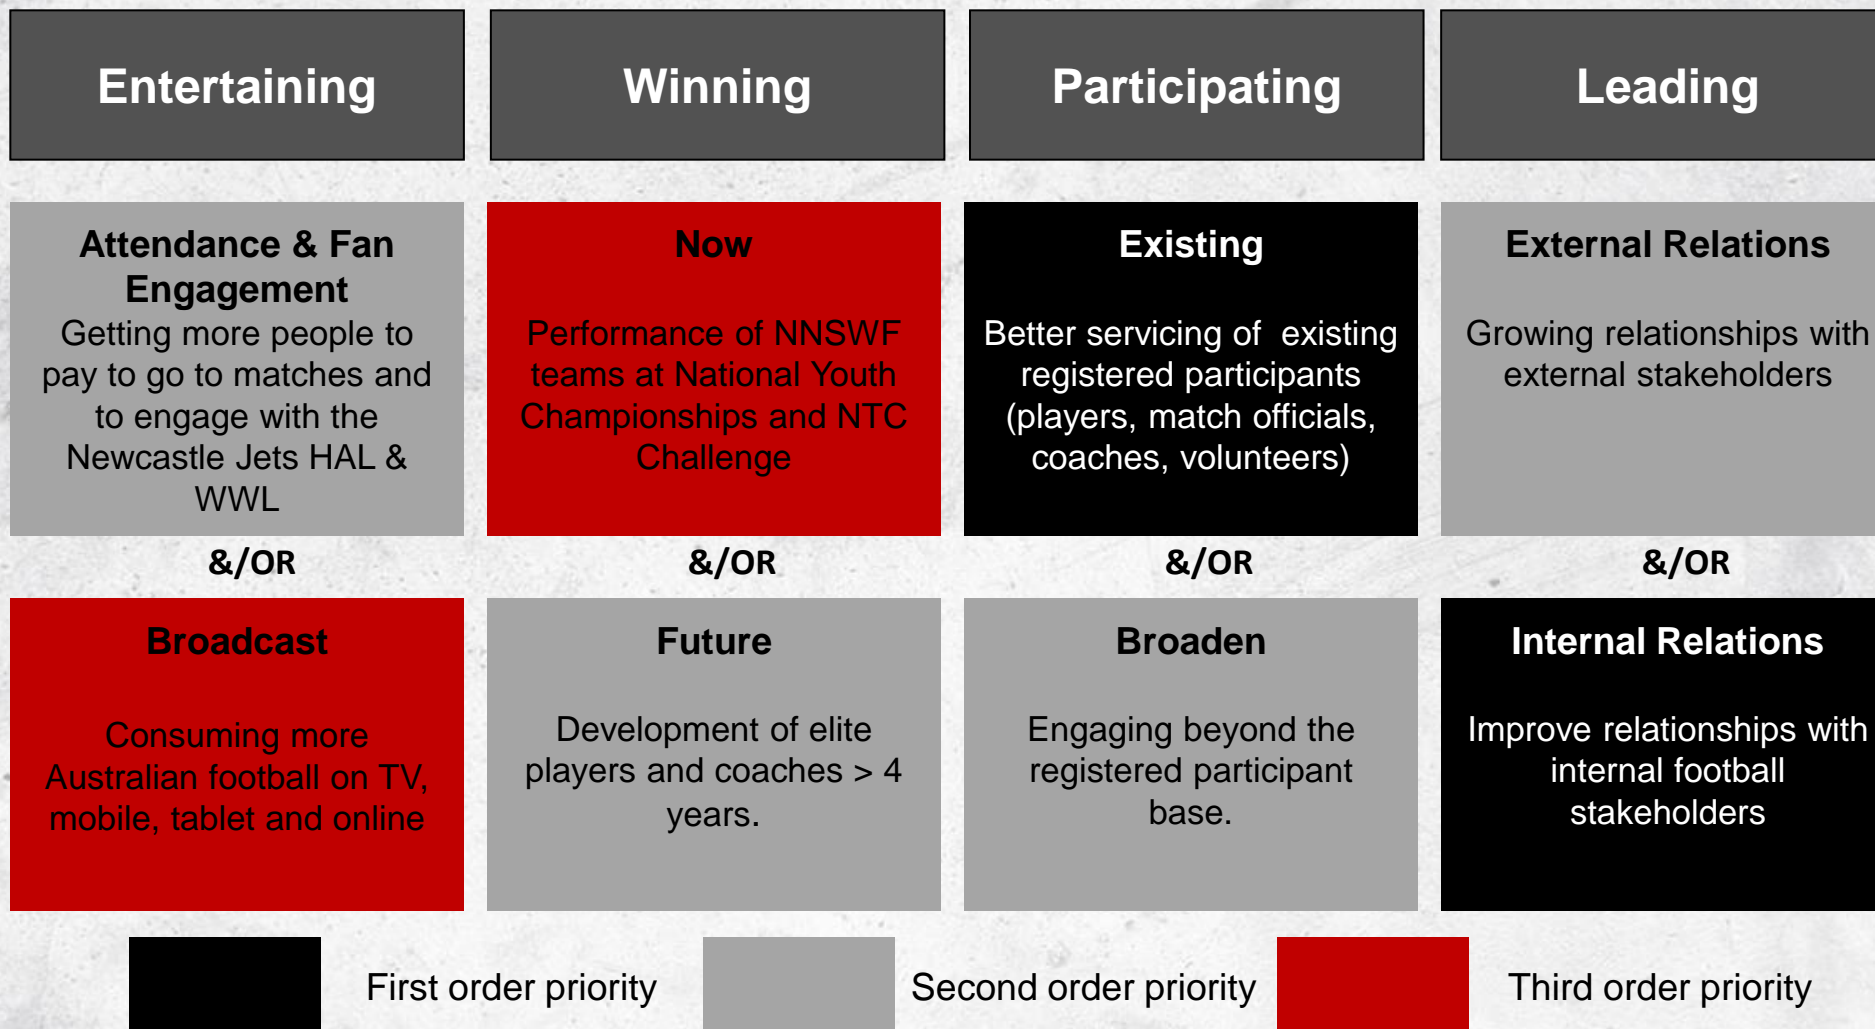 Entertaining
Winning
Participating
Leading
Attendance & Fan
Engagement
Getting more people to
pay to go to matches and
to engage with the
Newcastle Jets HAL &
WWL
Now
Performance of NNSWF
teams at National Youth
Championships and NTC
Challenge
Existing
Better servicing of  existing
registered participants
(players, match officials,
coaches, volunteers)
External Relations
Growing relationships with
external stakeholders
&/OR
&/OR
&/OR
&/OR
Broadcast
Consuming more
Australian football on TV,
mobile, tablet and online
Future
Development of elite
players and coaches > 4
years.
Broaden
Engaging beyond the
registered participant
base.
Internal Relations
Improve relationships with
internal football
stakeholders
First order priority
Second order priority
Third order priority